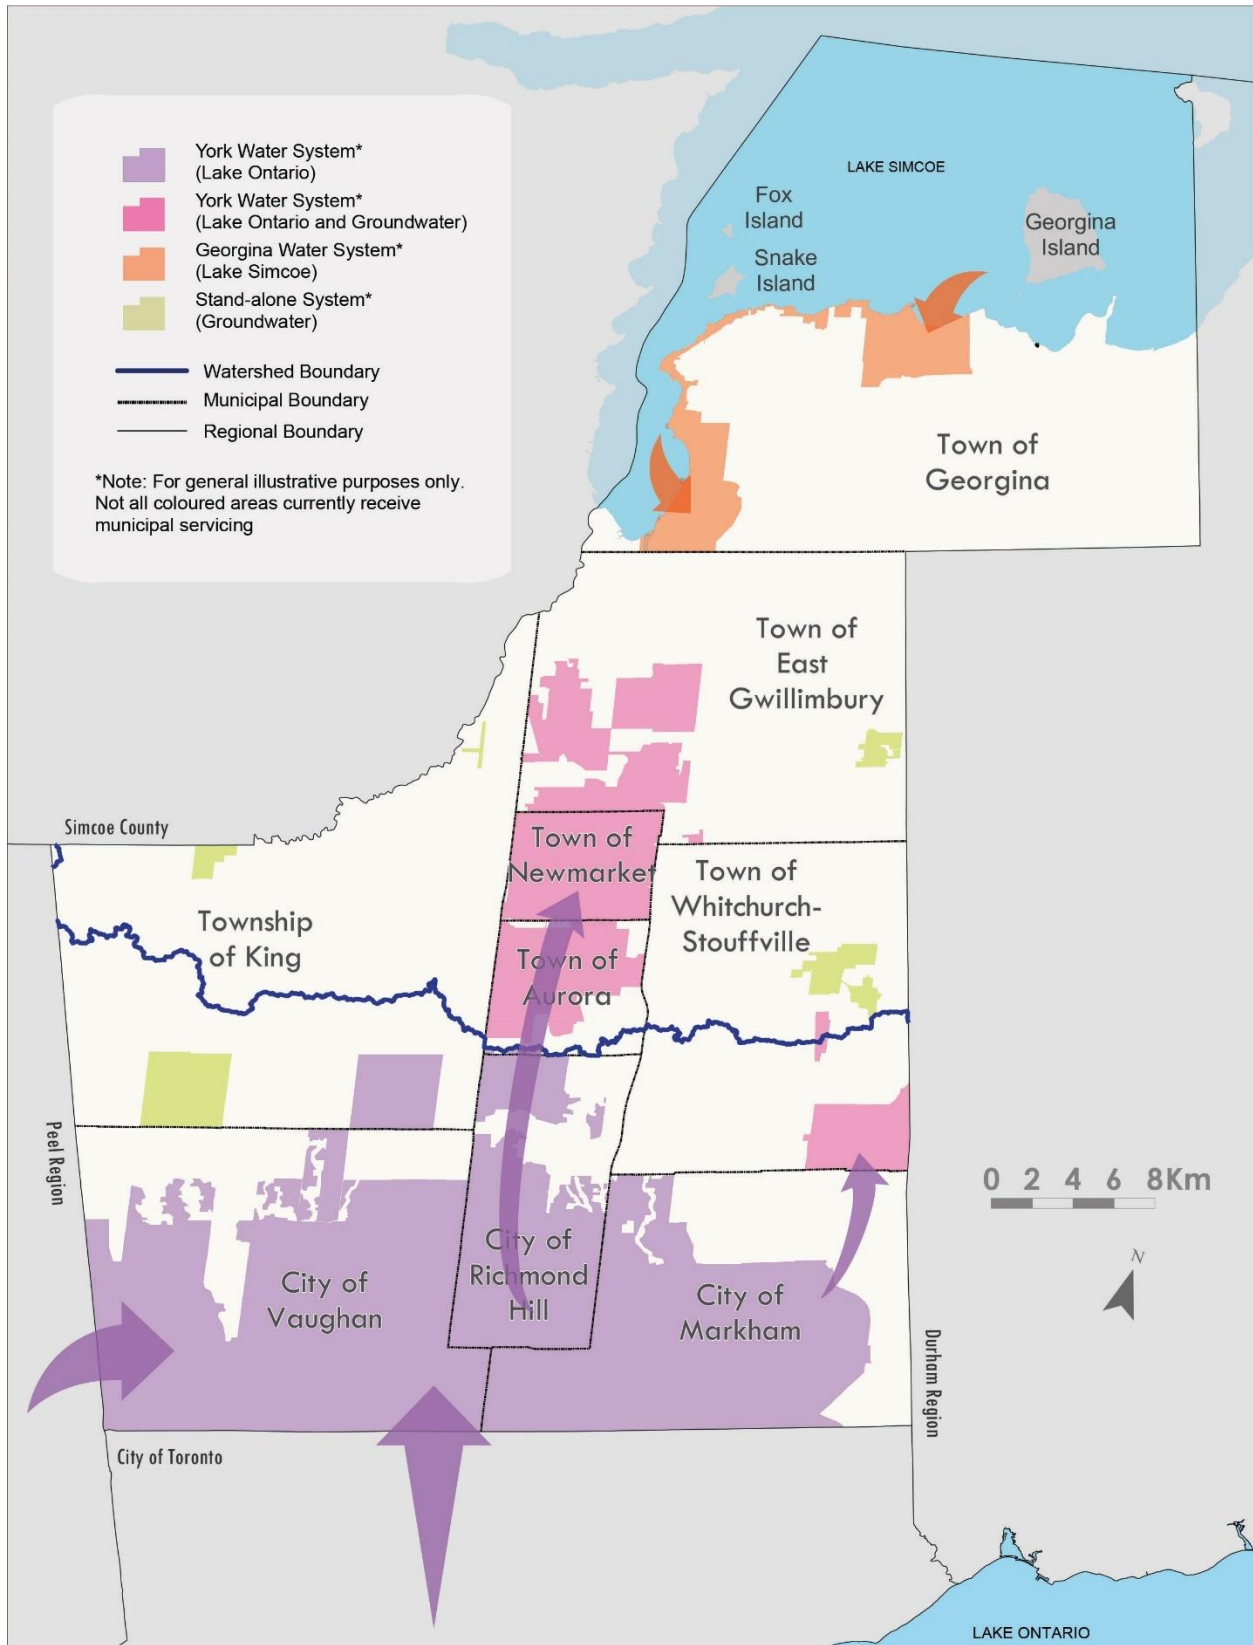 York Water System*
(Lake Ontario)
York Water System*
(Lake Ontario and Groundwater)
Georgina Water System*
(Lake Simcoe)
Stand-alone System*
(Groundwater)
Watershed Boundary
Municipal Boundary
Regional Boundary
*Note: For general illustrative purposes only.
Not all coloured areas currently receive
municipal servicing
LAKE SIMCOE
Fox
Island
Snake
Island
Georgina
Island
Town of
Georgina
Town of
East
Gwillimbury
Simcoe County
Town of
Newmarket
Town of
Whitchurch-
Stouffville
Township
of King
Town of
Aurora
Peel Region
0 2 4 6 8Km
N
City of
Vaughan
City of
Richmond
Hill
City of
Markham
Durham Region
City of Toronto
LAKE ONTARIO